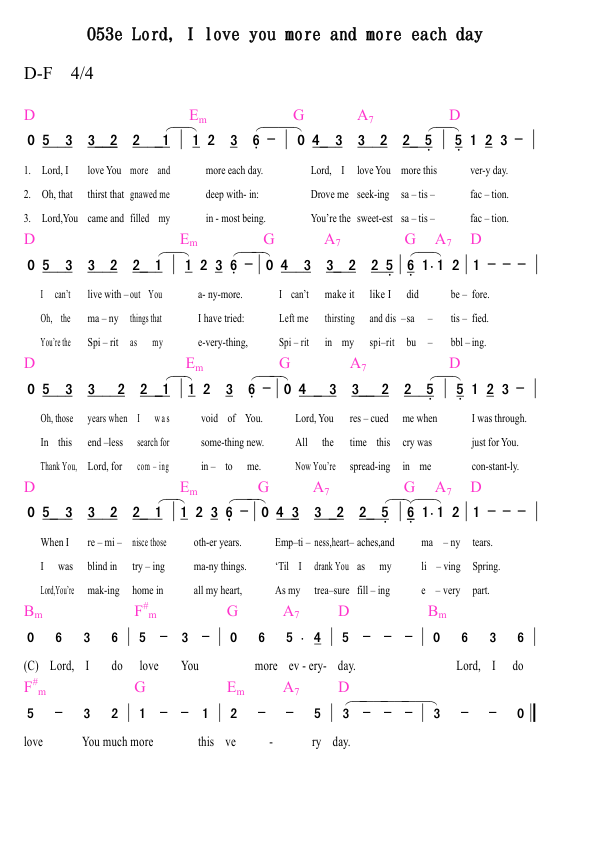 053e Lord, I love you more and more each day
D-F 4/4
D Em G A7 D
0 5 3 3 2 2 1 | 1 2 3 6 − | 0 4 3 3 2 2 5 | 5 1 2 3 − |
1. Lord, I love You more and more each day. Lord, I love You more this ver-y day.
2. Oh, that thirst that gnawed me deep with- in: Drove me seek-ing sa – tis – fac – tion.
3. Lord,You came and filled my in - most being. You're the sweet-est sa – tis – fac – tion.
D Em G A7 G A7 D
0 5 3 3 2 2 1 | 1 2 3 6 − | 0 4 3 3 2 2 5 | 6 1 · 1 2 | 1 − − − |
I can't live with – out You a- ny-more. I can't make it like I did be – fore.
Oh, the ma – ny things that I have tried: Left me thirsting and dis –sa – tis – fied.
You're the Spi – rit as my e-very-thing, Spi – rit in my spi–rit bu – bbl – ing.
D Em G A7 D
0 5 3 3 2 2 1 | 1 2 3 6 − | 0 4 3 3 2 2 5 | 5 1 2 3 − |
Oh, those years when I was void of You. Lord, You res – cued me when I was through.
In this end –less search for some-thing new. All the time this cry was just for You.
Thank You, Lord, for com – ing in – to me. Now You're spread-ing in me con-stant-ly.
D Em G A7 G A7 D
0 5 3 3 2 2 1 | 1 2 3 6 − | 0 4 3 3 2 2 5 | 6 1 · 1 2 | 1 − − − |
When I re – mi – nisce those oth-er years. Emp–ti – ness,heart– aches,and ma – ny tears.
I was blind in try – ing ma-ny things. 'Til I drank You as my li – ving Spring.
Lord,You're mak-ing home in all my heart, As my trea–sure fill – ing e – very part.
Bm F#m G A7 D Bm
0 6 3 6 | 5 − 3 − | 0 6 5 · 4 | 5 − − − | 0 6 3 6 |
(C) Lord, I do love You more ev - ery- day. Lord, I do
F#m G Em A7 D
5 − 3 2 | 1 − − 1 | 2 − − 5 | 3 − − − | 3 − − 0 ‖
love You much more this ve - ry day.